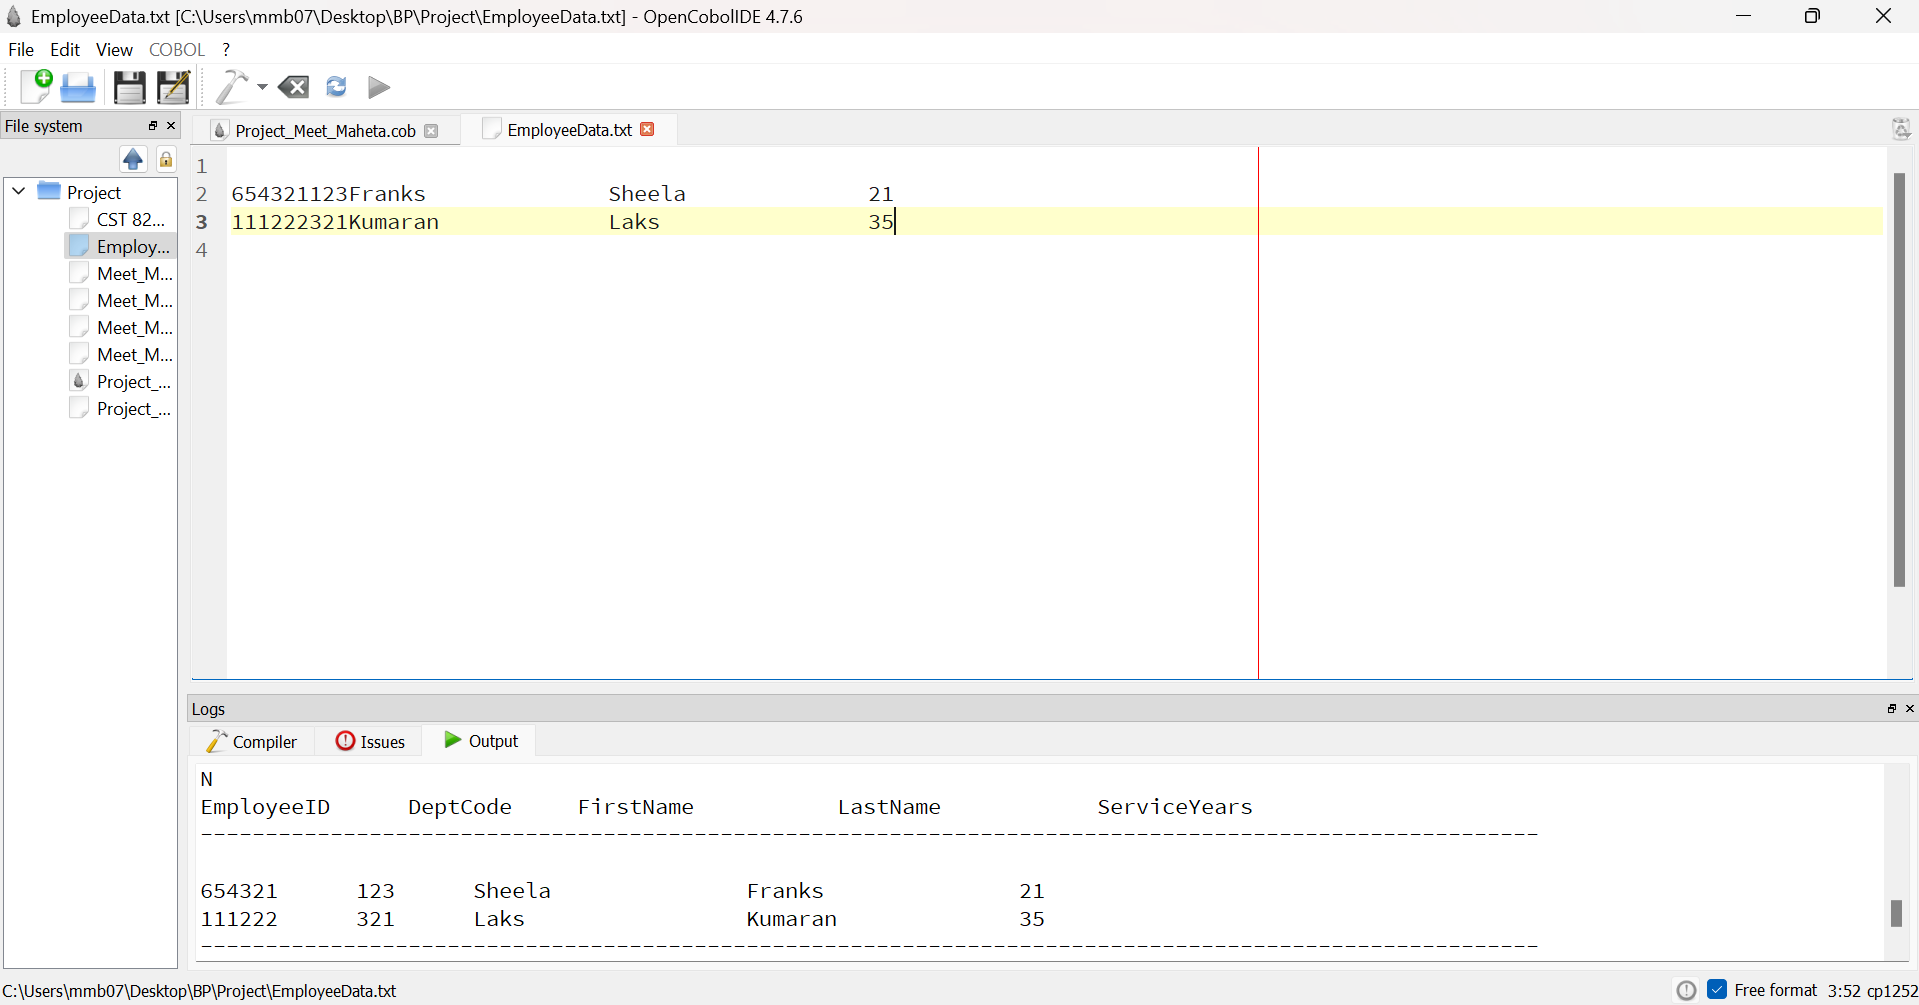 EmployeeData.txt [C:\Users\mmb07\Desktop\BP\Project\EmployeeData.txt] - OpenCobolIDE 4.7.6
File Edit View COBOL ?
File system
Project_Meet_Maheta.cob EmployeeData.txt
Project
CST 82...
Employ...
Meet_M...
Meet_M...
Meet_M...
Meet_M...
Project_...
Project_...
1
2 654321123Franks Sheela 21
3 111222321Kumaran Laks 35
4
Logs
Compiler Issues Output
N
EmployeeID DeptCode FirstName LastName ServiceYears
-------------------------------------------------------------------------------------------------------
654321 123 Sheela Franks 21
111222 321 Laks Kumaran 35
-------------------------------------------------------------------------------------------------------
C:\Users\mmb07\Desktop\BP\Project\EmployeeData.txt Free format 3:52 cp1252